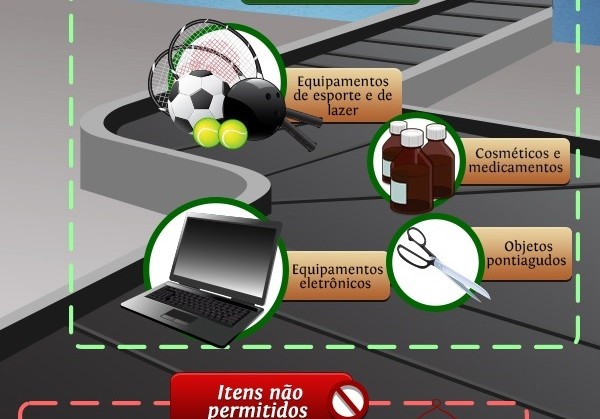 Equipamentos
de esporte e de
lazer
Cosméticos e
medicamentos
Objetos
pontiagudos
Equipamentos
eletrônicos
Itens não
permitidos